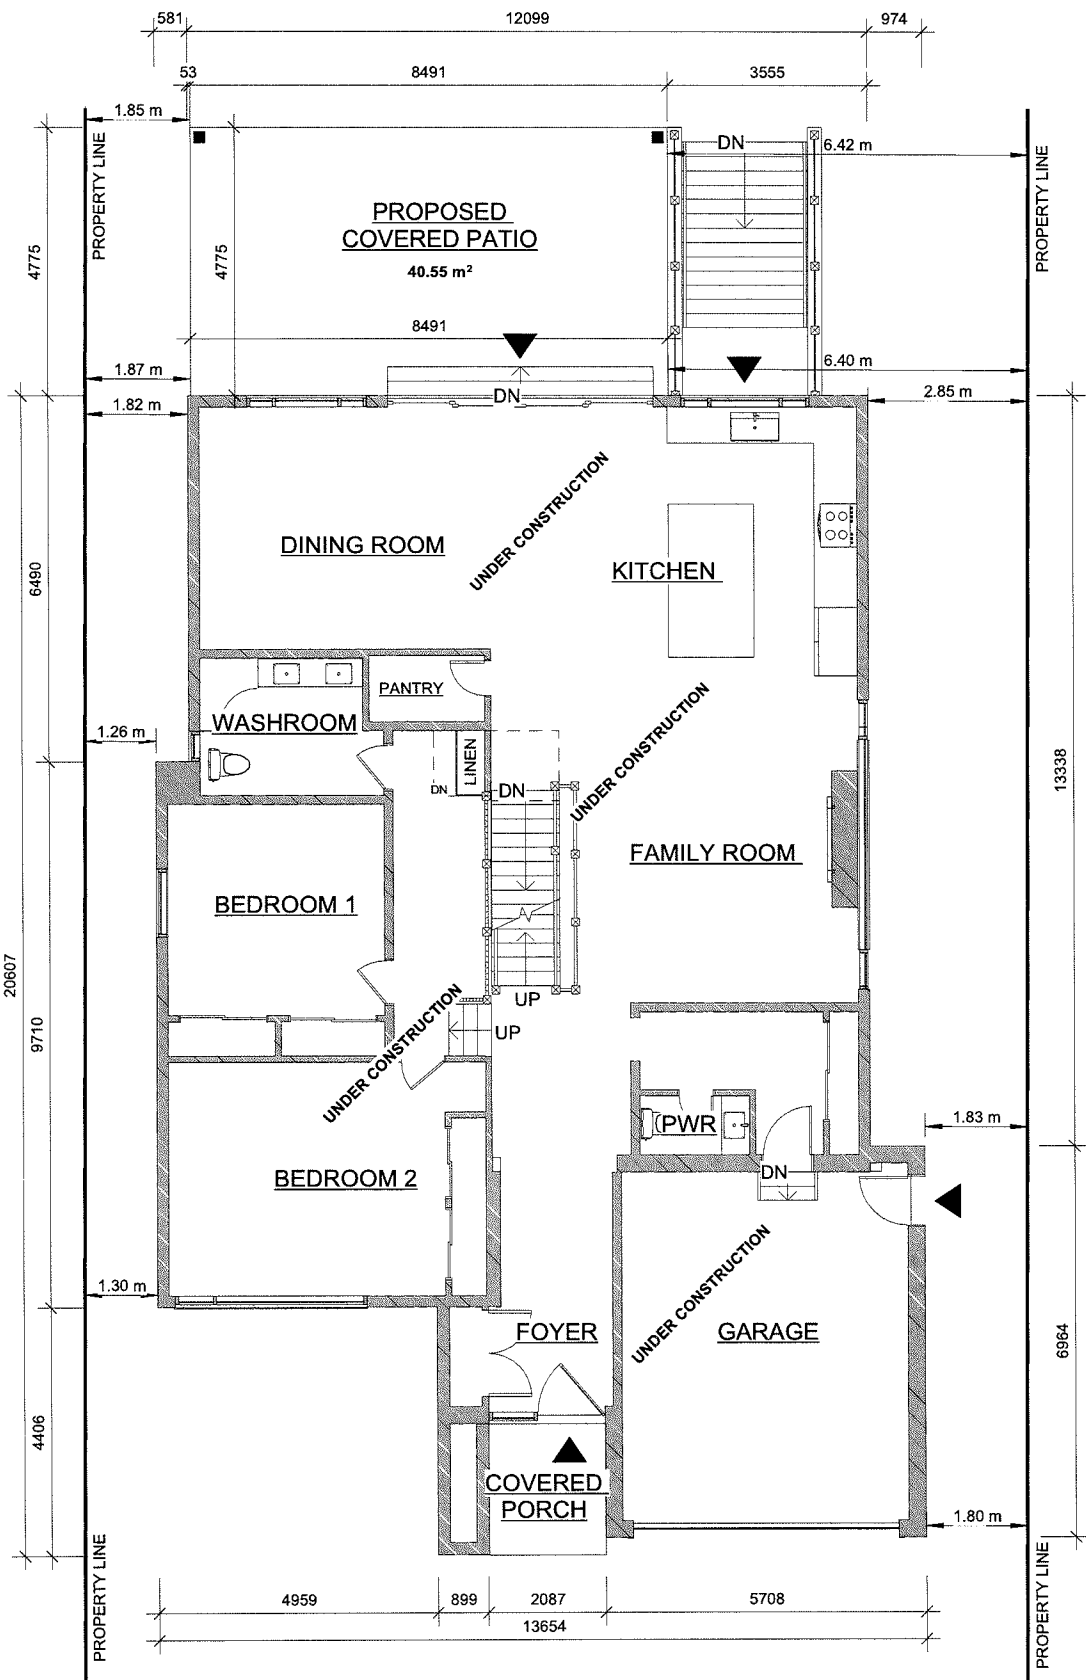 581
12099
974
53
8491
3555
1.85 m
PROPERTY LINE
PROPERTY LINE
DN
6.42 m
PROPOSED
COVERED PATIO
40.55 m²
4775
4775
8491
1.87 m
6.40 m
1.82 m
DN
2.85 m
UNDER CONSTRUCTION
DINING ROOM
KITCHEN
6490
PANTRY
WASHROOM
1.26 m
LINEN
DN
DN
UNDER CONSTRUCTION
13338
FAMILY ROOM
BEDROOM 1
20607
9710
UP
UP
UNDER CONSTRUCTION
PWR
1.83 m
DN
BEDROOM 2
UNDER CONSTRUCTION
1.30 m
FOYER
GARAGE
6964
4406
COVERED
PORCH
1.80 m
PROPERTY LINE
PROPERTY LINE
4959
899
2087
5708
13654